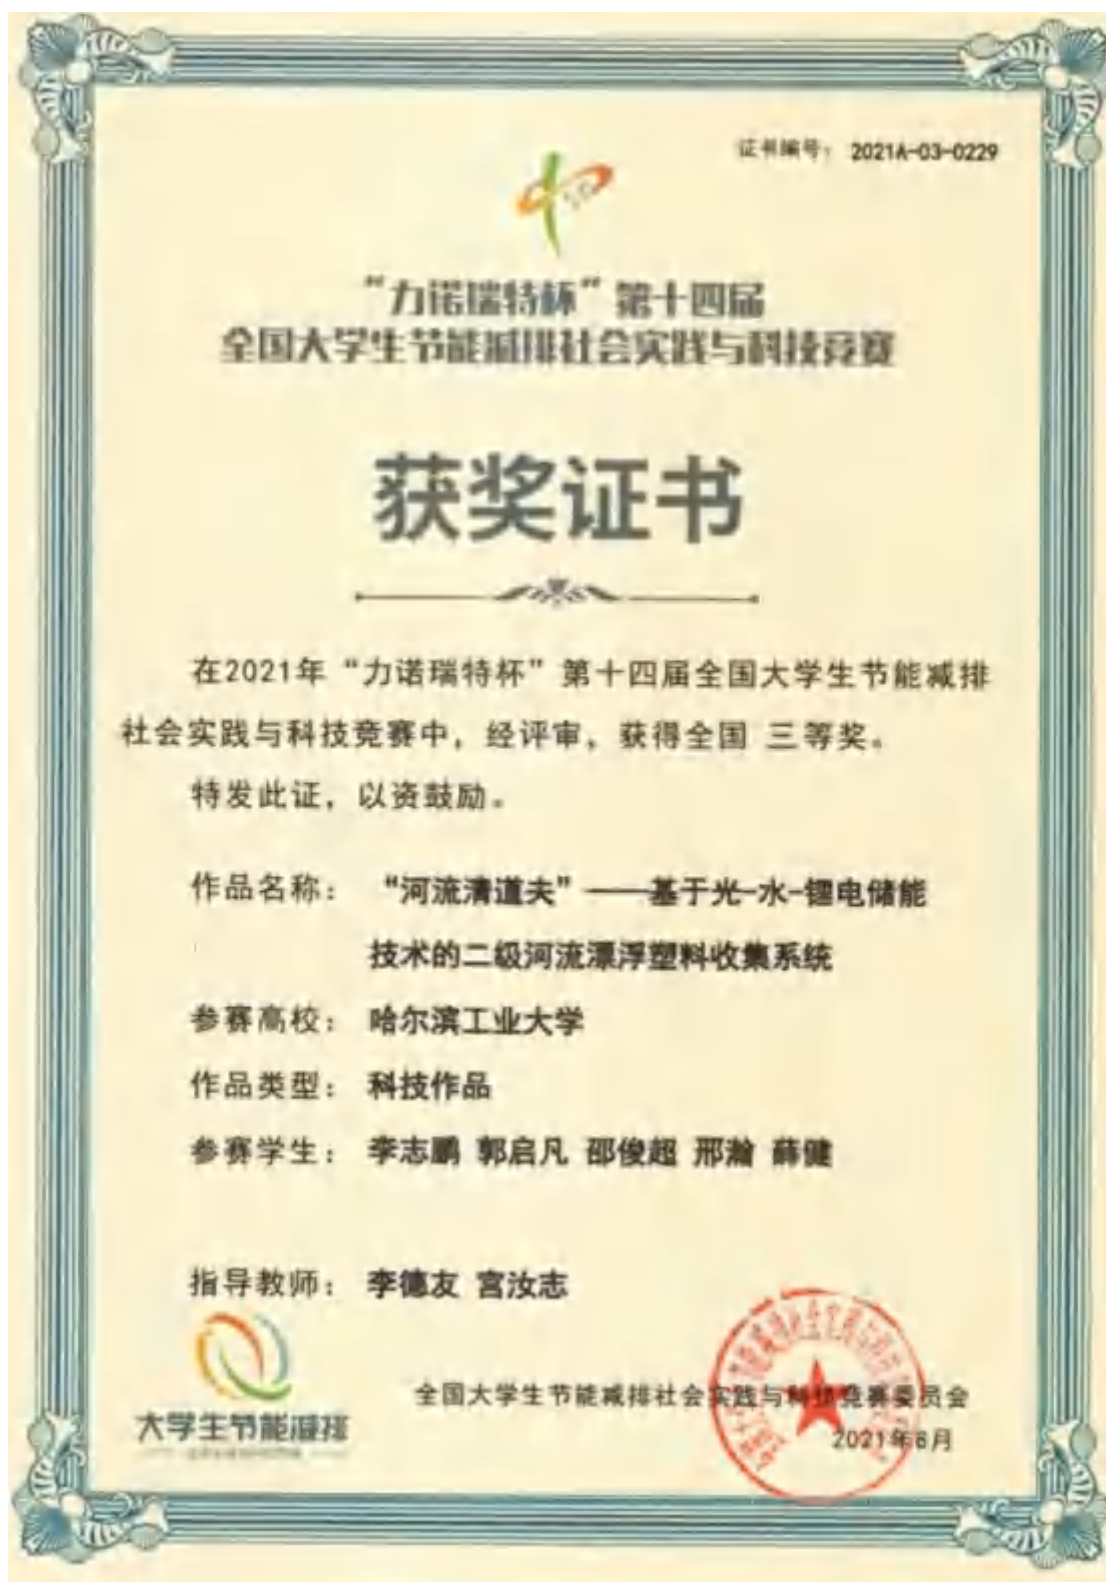 证书编号： 2021A-03-0229
“力诺瑞特杯”第十四届
全国大学生节能减排社会实践与科技竞赛
获奖证书
在2021年“力诺瑞特杯”第十四届全国大学生节能减排
社会实践与科技竞赛中，经评审，获得全国 三等奖。
特发此证，以资鼓励。
作品名称： “河流清道夫”——基于光-水-锂电储能
技术的二级河流漂浮塑料收集系统
参赛高校： 哈尔滨工业大学
作品类型： 科技作品
参赛学生： 李志鹏 郭启凡 邵俊超 邢瀚 薛健
指导教师： 李德友 宫汝志
大学生节能减排
全国大学生节能减排社会实践与科技竞赛委员会
2021年8月